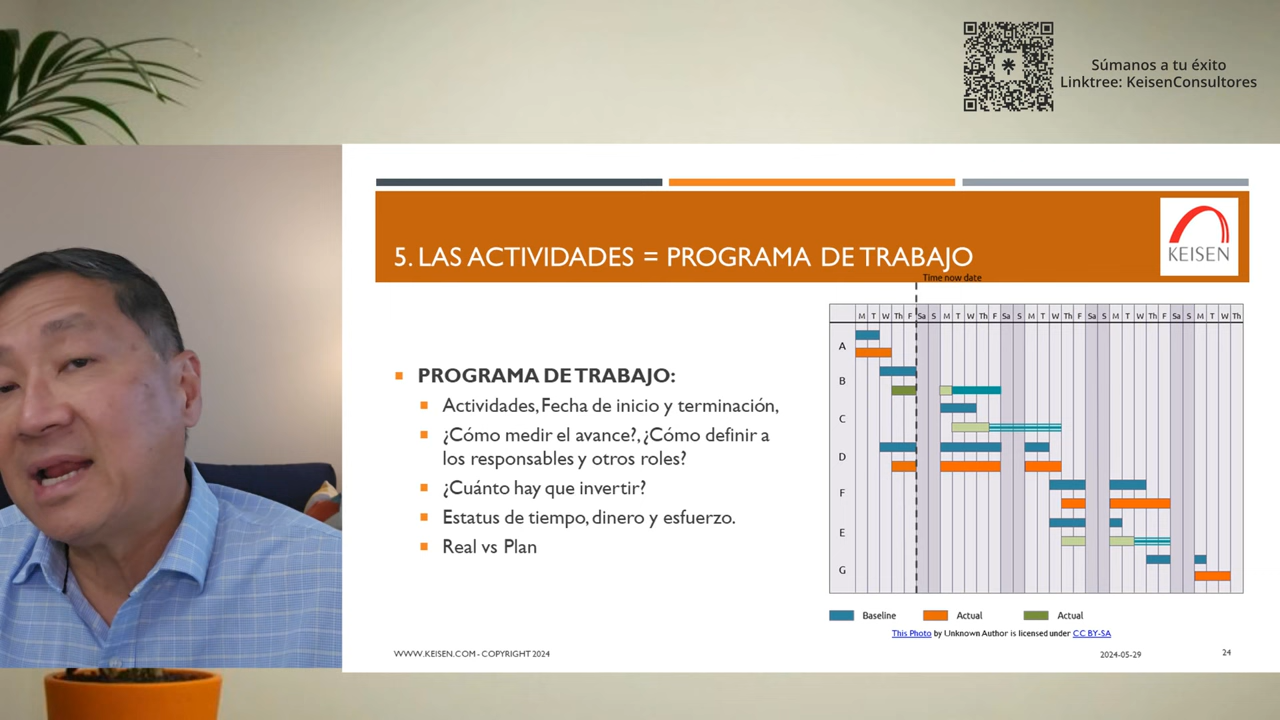 Súmanos a tu éxito
Linktree: KeisenConsultores
5. LAS ACTIVIDADES = PROGRAMA DE TRABAJO
KEISEN
Time now date
M T W Th F Sa S M T W Th F Sa S M T W Th F Sa S M T W Th F Sa S M T W Th
A
B
C
D
F
E
G
PROGRAMA DE TRABAJO:
Actividades, Fecha de inicio y terminación,
¿Cómo medir el avance?, ¿Cómo definir a
los responsables y otros roles?
¿Cuánto hay que invertir?
Estatus de tiempo, dinero y esfuerzo.
Real vs Plan
Baseline Actual Actual
This Photo by Unknown Author is licensed under CC BY-SA
WWW.KEISEN.COM - COPYRIGHT 2024
2024-05-29
24